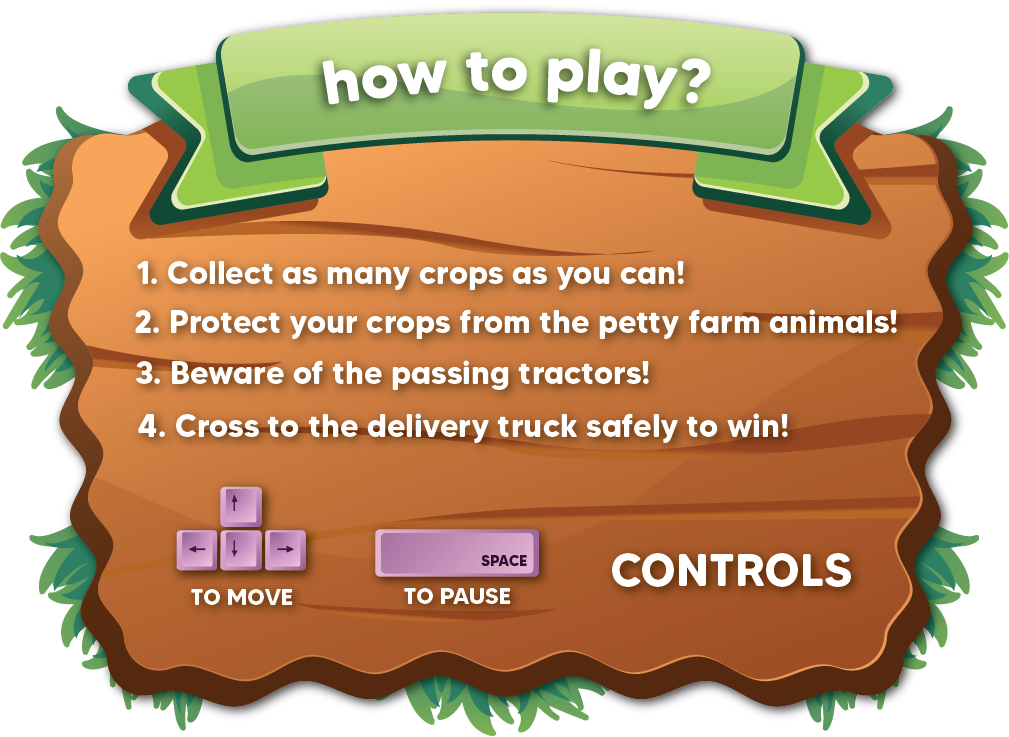 how to play?
1. Collect as many crops as you can!
2. Protect your crops from the petty farm animals!
3. Beware of the passing tractors!
4. Cross to the delivery truck safely to win!
↑
← ↓ →
SPACE
TO MOVE
TO PAUSE
CONTROLS